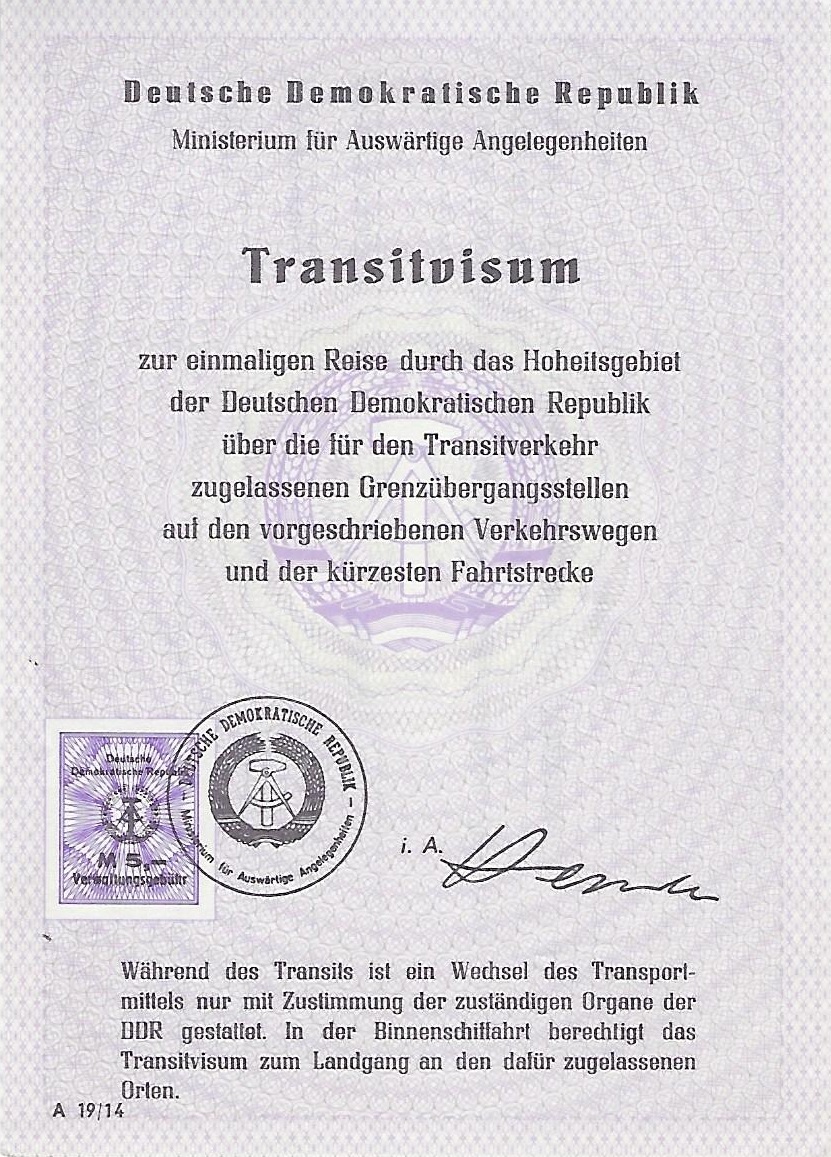 Deutsche Demokratische Republik
Ministerium für Auswärtige Angelegenheiten
Transitvisum
zur einmaligen Reise durch das Hoheitsgebiet
der Deutschen Demokratischen Republik
über die für den Transitverkehr
zugelassenen Grenzübergangsstellen
auf den vorgeschriebenen Verkehrswegen
und der kürzesten Fahrtstrecke
Deutsche
Demokratische Republik
M 5,—
Verwaltungsgebühr
— DEUTSCHE DEMOKRATISCHE REPUBLIK —
Ministerium für Auswärtige Angelegenheiten
i. A.
Während des Transits ist ein Wechsel des Transport-
mittels nur mit Zustimmung der zuständigen Organe der
DDR gestattet. In der Binnenschiffahrt berechtigt das
Transitvisum zum Landgang an den dafür zugelassenen
Orten.
A 19/14